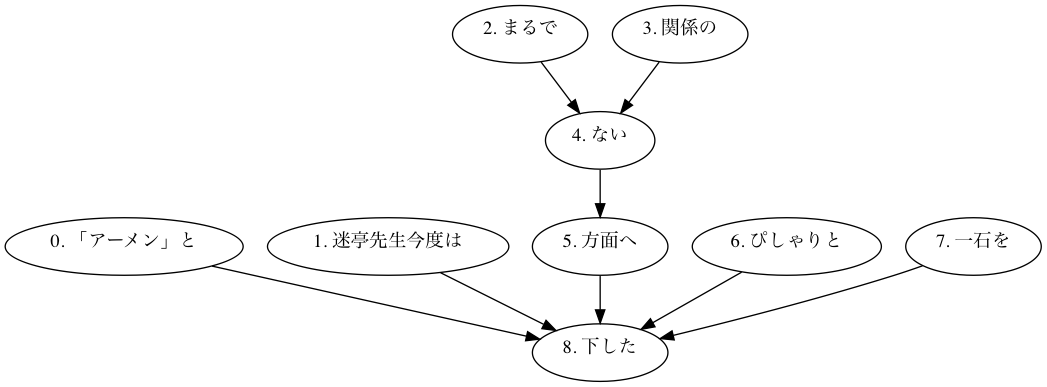 2. まるで
3. 関係の
4. ない
0. 「アーメン」と
1. 迷亭先生今度は
5. 方面へ
6. ぴしゃりと
7. 一石を
8. 下した